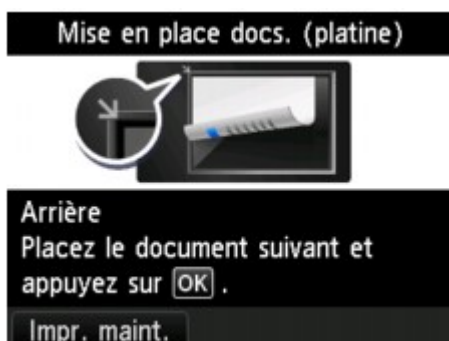 Mise en place docs. (platine)
Arrière
Placez le document suivant et
appuyez sur OK .
Impr. maint.